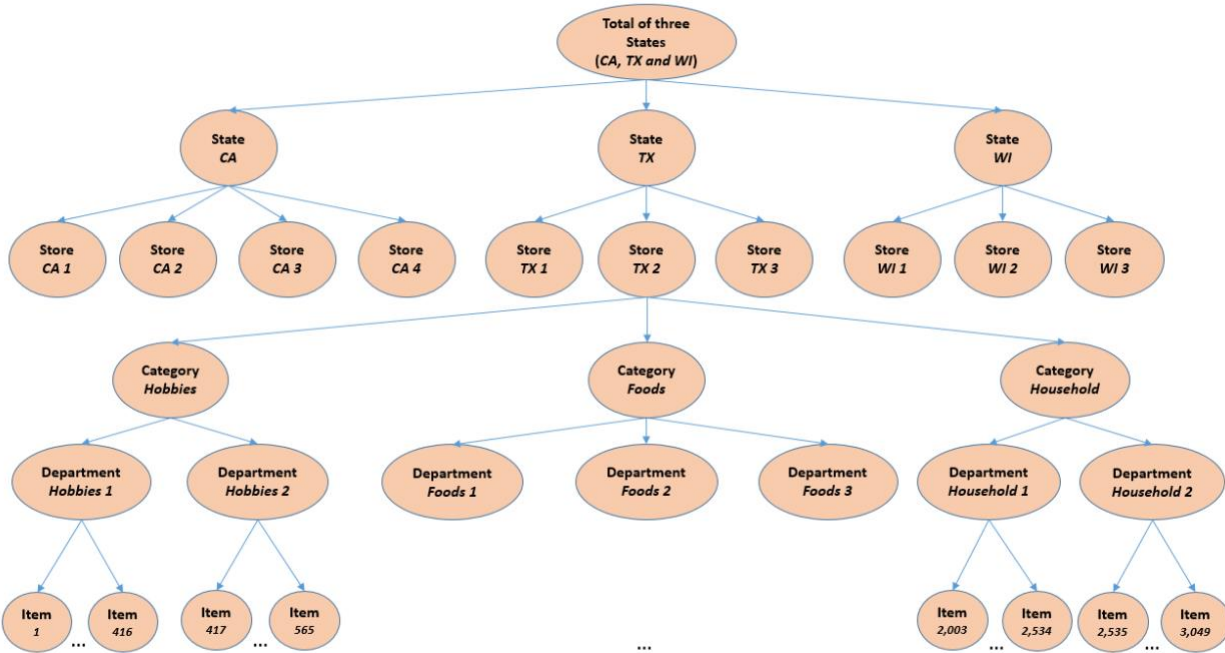 Total of three
States
(CA, TX and WI)
State
CA
State
TX
State
WI
Store
CA 1
Store
CA 2
Store
CA 3
Store
CA 4
Store
TX 1
Store
TX 2
Store
TX 3
Store
WI 1
Store
WI 2
Store
WI 3
Category
Hobbies
Category
Foods
Category
Household
Department
Hobbies 1
Department
Hobbies 2
Department
Foods 1
Department
Foods 2
Department
Foods 3
Department
Household 1
Department
Household 2
Item
1
...
Item
416
Item
417
...
Item
565
...
Item
2,003
...
Item
2,534
Item
2,535
...
Item
3,049